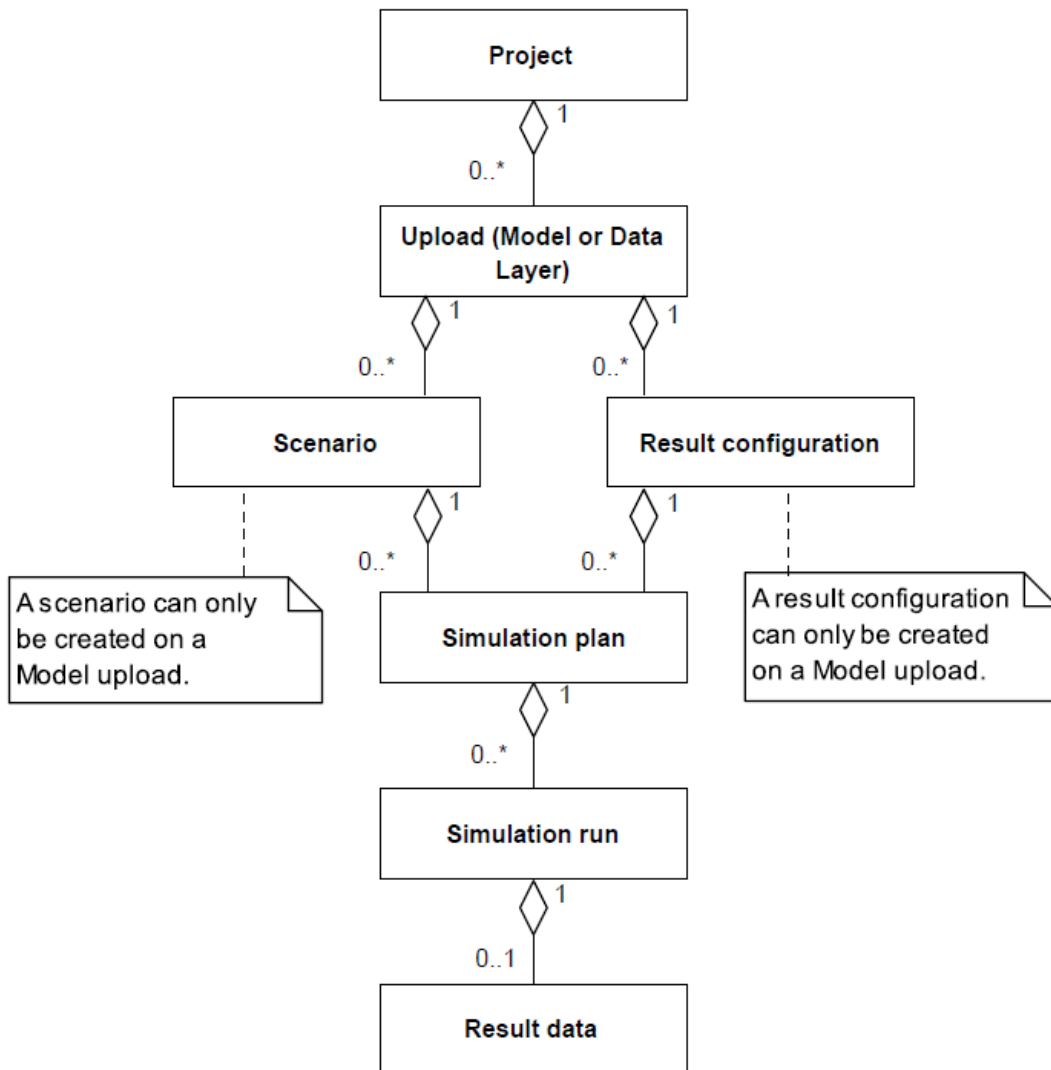 Project
1
0..*
Upload (Model or Data
Layer)
1
1
0..*
0..*
Scenario
Result configuration
1
1
0..*
0..*
A scenario can only
be created on a
Model upload.
A result configuration
can only be created
on a Model upload.
Simulation plan
1
0..*
Simulation run
1
0..1
Result data